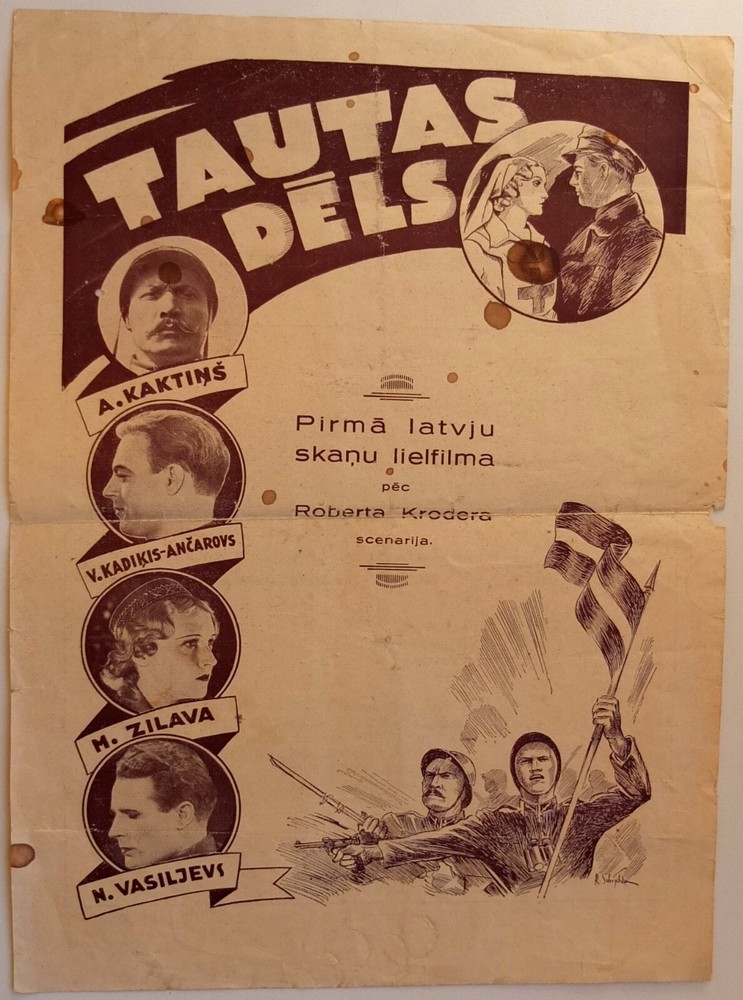 TAUTAS
DĒLS
A. KAKTIŅŠ
V. KADIĶIS-ANČAROVS
M. ZILAVA
N. VASILJEVS
Pirmā latvju
skaņu lielfilma
pēc
Roberta Krodera
scenarija.